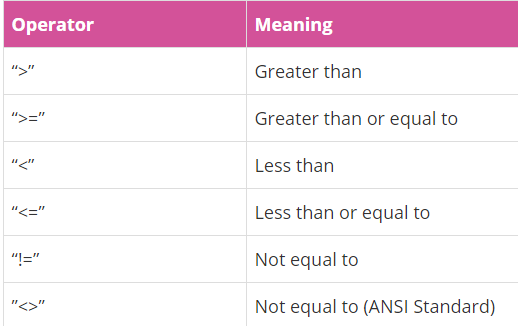 Operator Meaning
“>” Greater than
“>=” Greater than or equal to
“<” Less than
“<=” Less than or equal to
“!=” Not equal to
”<>” Not equal to (ANSI Standard)